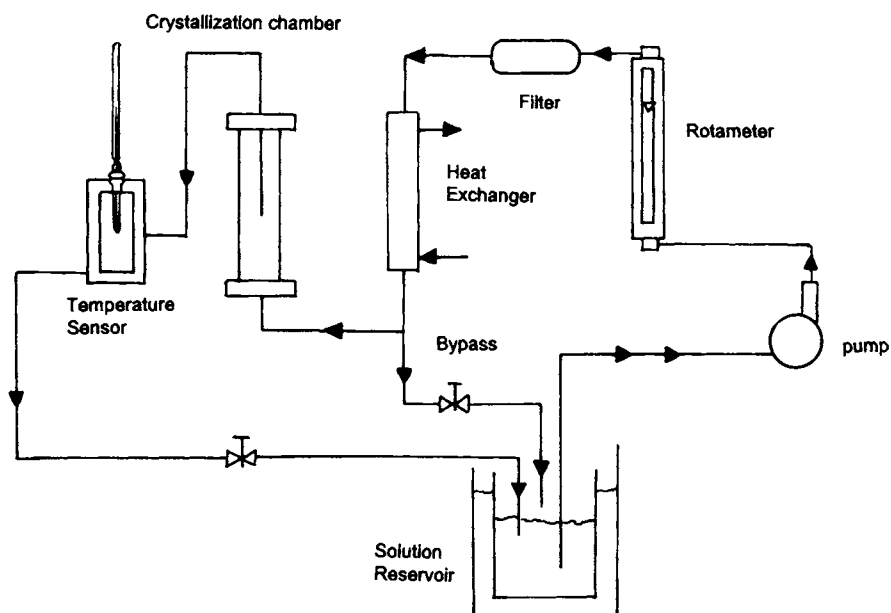 Crystallization chamber
Filter
Rotameter
Heat
Exchanger
Temperature
Sensor
Bypass
pump
Solution
Reservoir